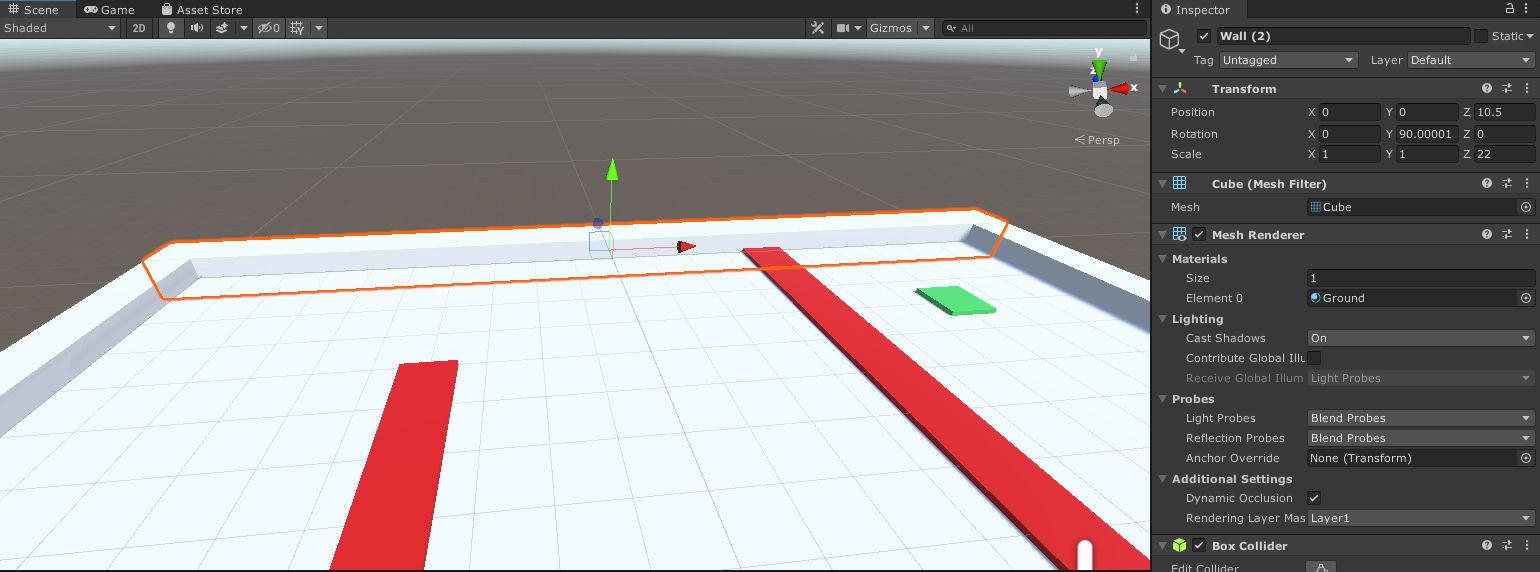 Scene Game Asset Store
Shaded 2D 0 Gizmos All
y
z
x
Persp
Inspector
Wall (2) Static
Tag Untagged Layer Default
Transform
Position X 0 Y 0 Z 10.5
Rotation X 0 Y 90.00001 Z 0
Scale X 1 Y 1 Z 22
Cube (Mesh Filter)
Mesh Cube
Mesh Renderer
Materials
Size 1
Element 0 Ground
Lighting
Cast Shadows On
Contribute Global Illu
Receive Global Illum Light Probes
Probes
Light Probes Blend Probes
Reflection Probes Blend Probes
Anchor Override None (Transform)
Additional Settings
Dynamic Occlusion
Rendering Layer Mas Layer1
Box Collider
Edit Collider